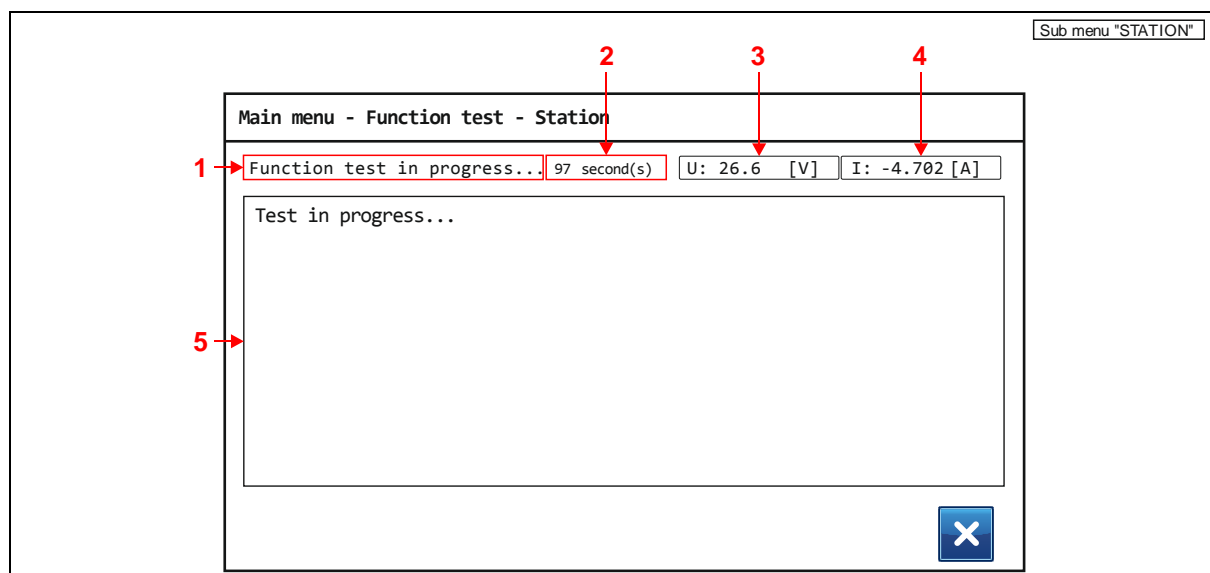 Sub menu "STATION"
2 3 4
Main menu - Function test - Station
1 Function test in progress... 97 second(s) U: 26.6 [V] I: -4.702 [A]
Test in progress...
5